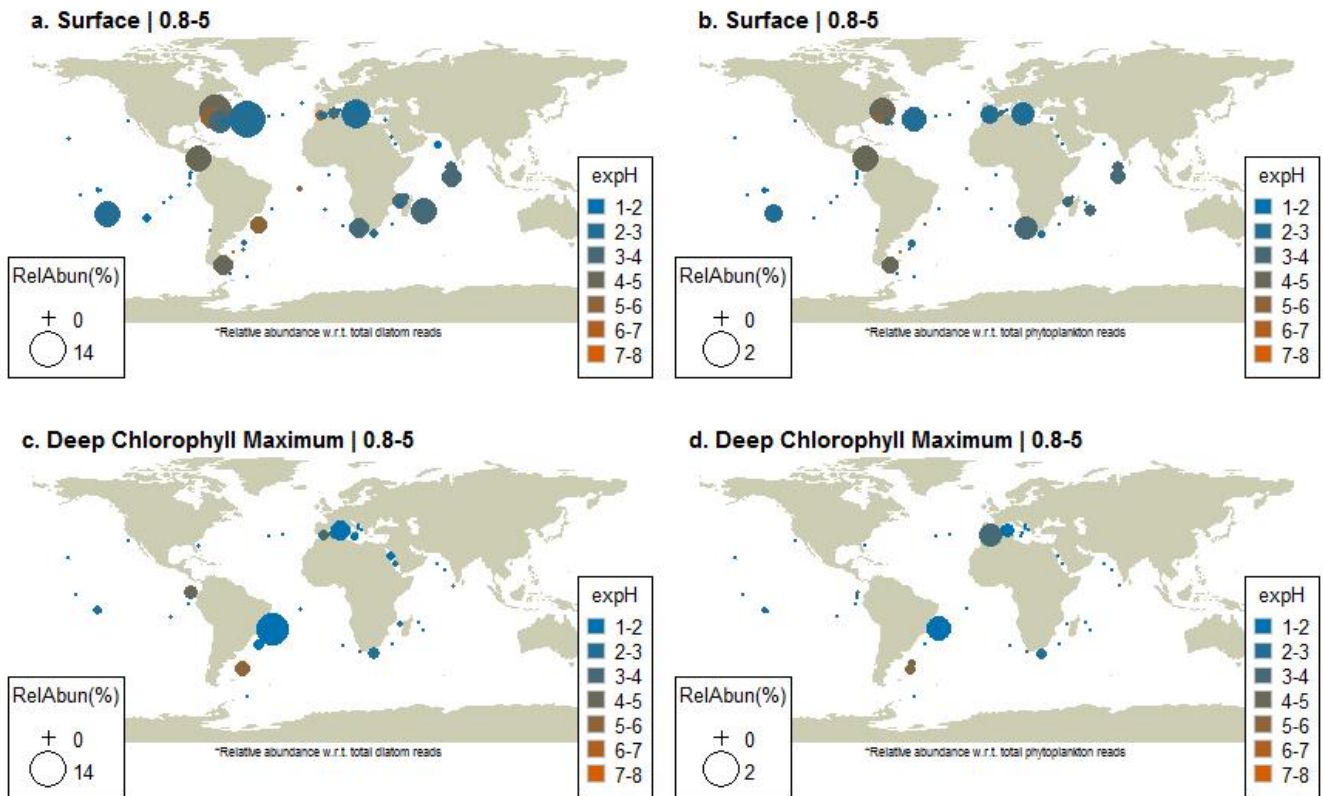 a. Surface | 0.8-5
expH
1-2
2-3
3-4
4-5
5-6
6-7
7-8
RelAbun(%)
0
14
*Relative abundance w.r.t. total diatom reads
b. Surface | 0.8-5
expH
1-2
2-3
3-4
4-5
5-6
6-7
7-8
RelAbun(%)
0
2
*Relative abundance w.r.t. total phytoplankton reads
c. Deep Chlorophyll Maximum | 0.8-5
expH
1-2
2-3
3-4
4-5
5-6
6-7
7-8
RelAbun(%)
0
14
*Relative abundance w.r.t. total diatom reads
d. Deep Chlorophyll Maximum | 0.8-5
expH
1-2
2-3
3-4
4-5
5-6
6-7
7-8
RelAbun(%)
0
2
*Relative abundance w.r.t. total phytoplankton reads